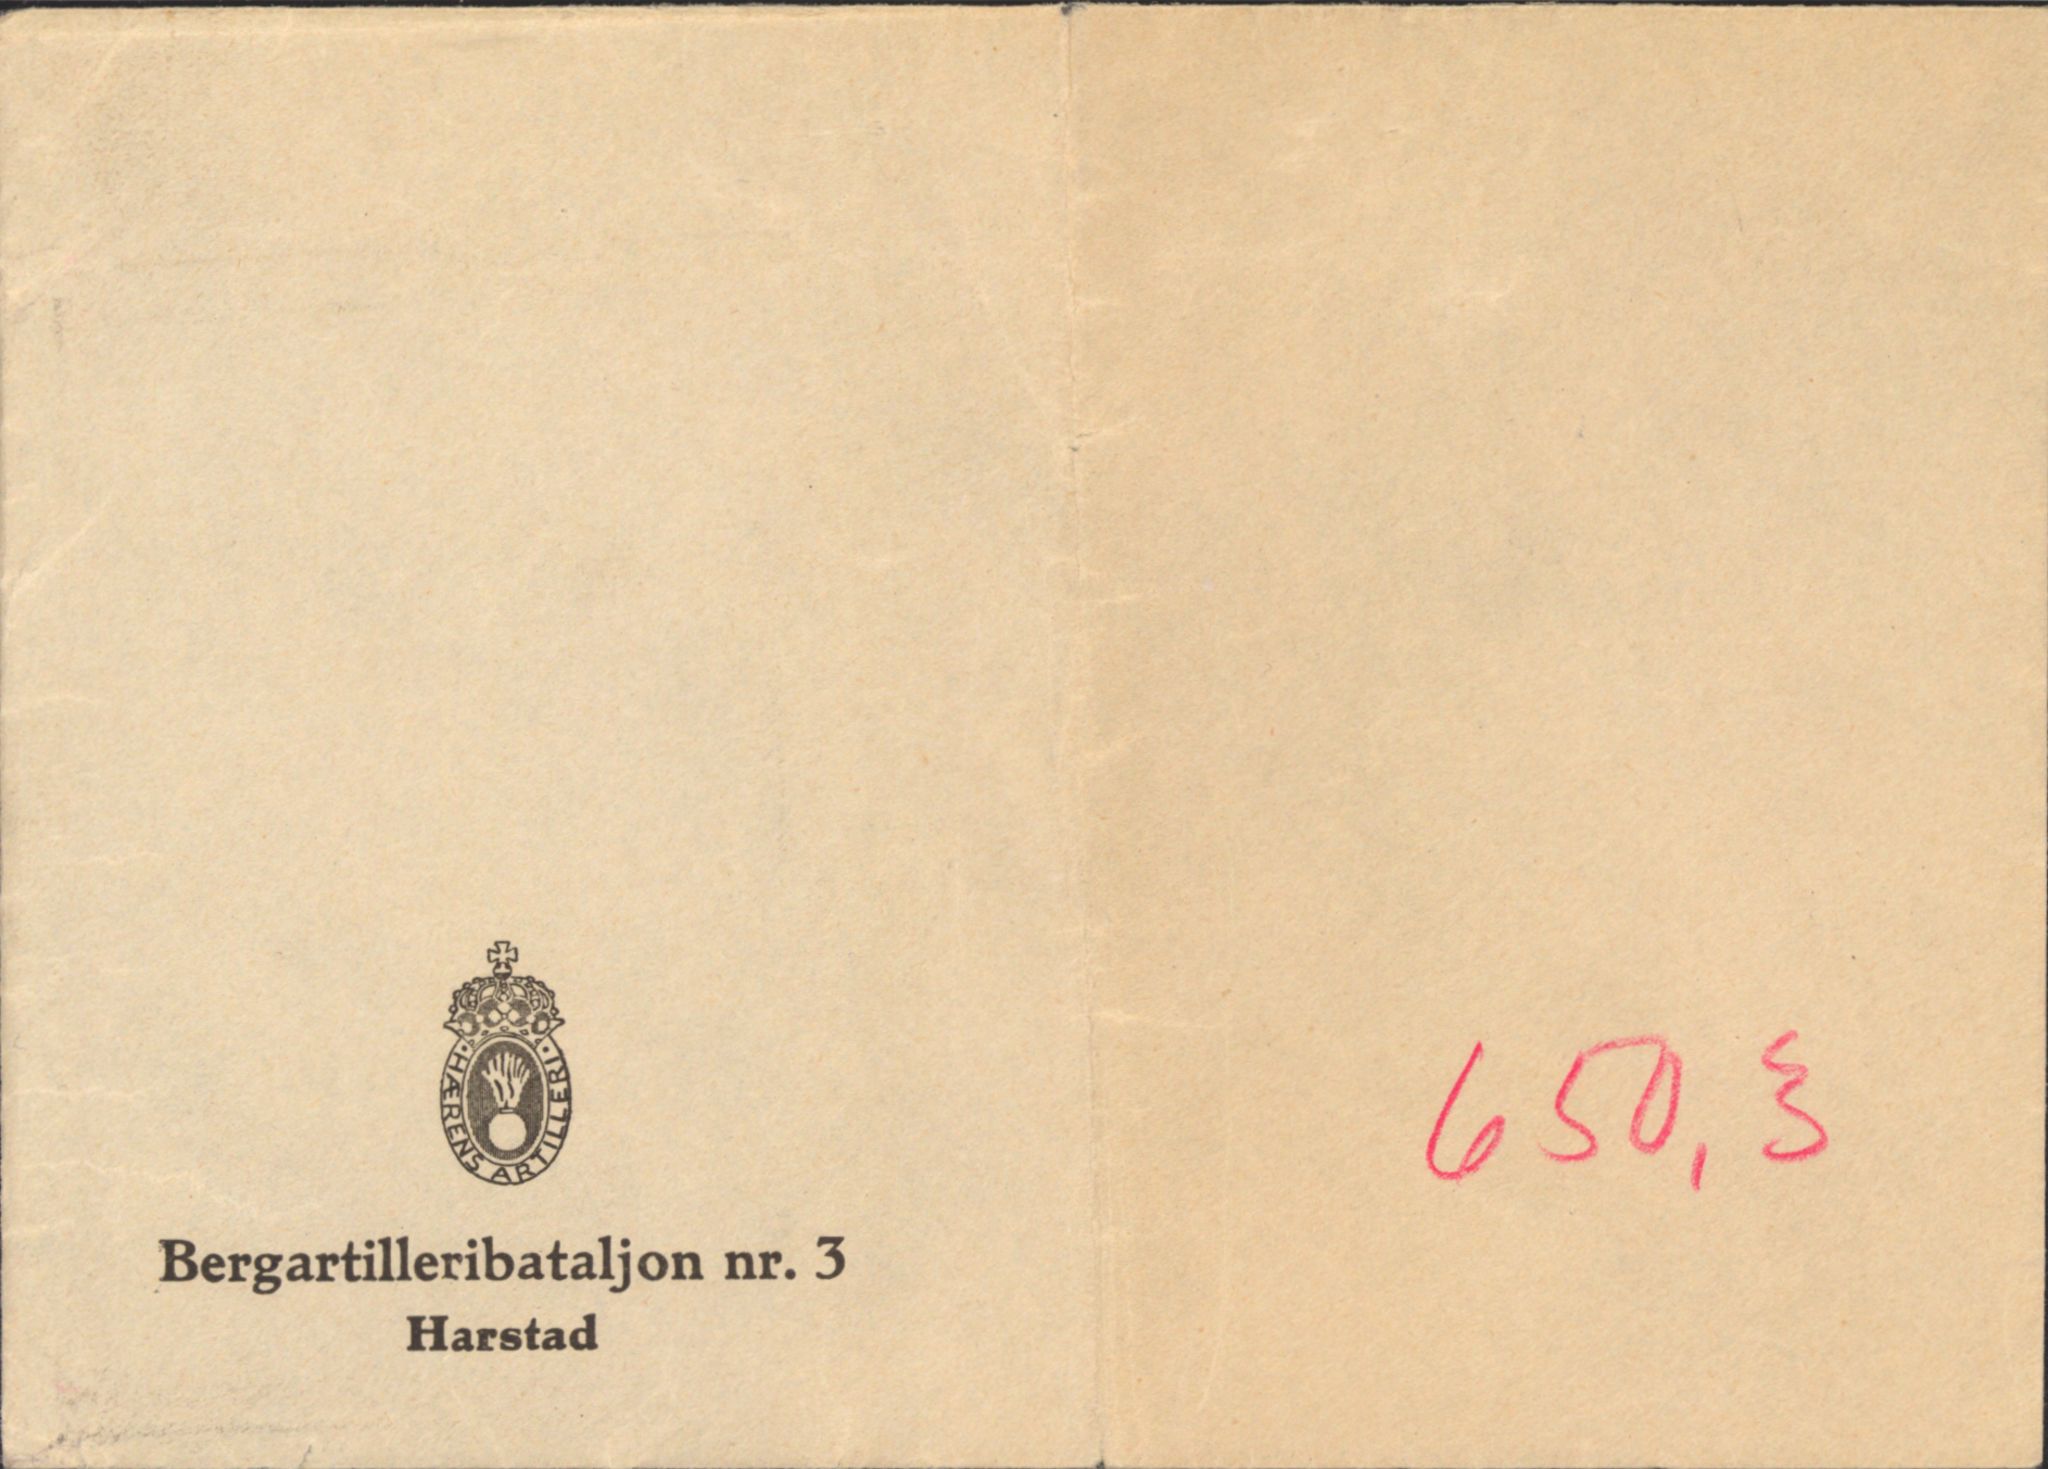 HÆRENS ARTILLERI
Bergartilleribataljon nr. 3
Harstad
650,3